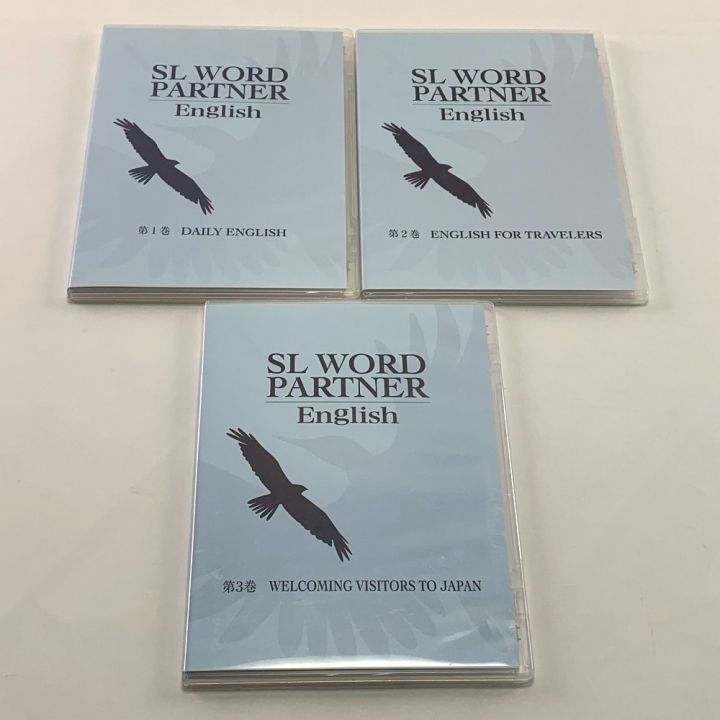 SL WORD
PARTNER
English
第1巻 DAILY ENGLISH
SL WORD
PARTNER
English
第2巻 ENGLISH FOR TRAVELERS
SL WORD
PARTNER
English
第3巻 WELCOMING VISITORS TO JAPAN